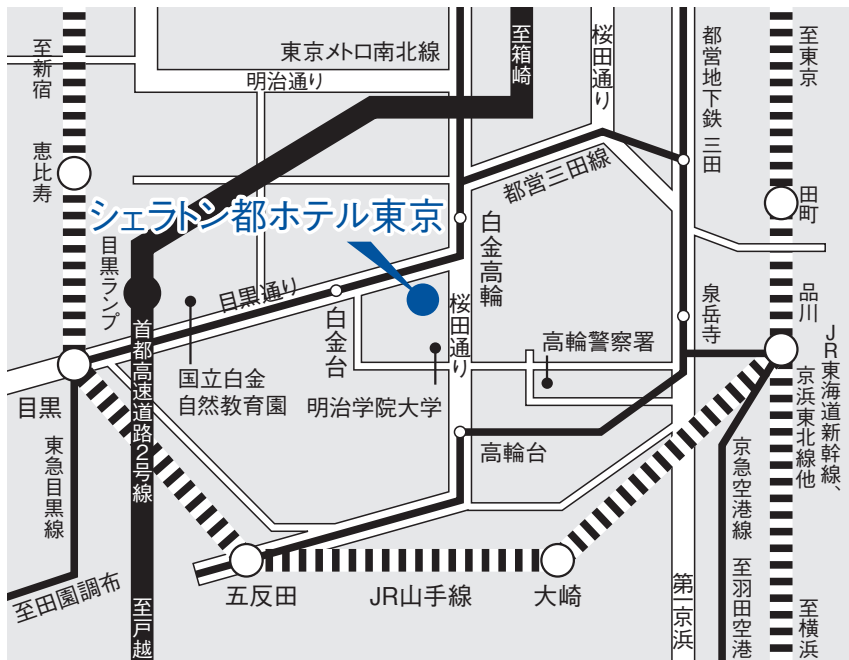 至新宿
東京メトロ南北線
明治通り
至箱崎
桜田通り
都営地下鉄 三田
至東京
恵比寿
都営三田線
田町
シェラトン都ホテル東京
目黒ランプ
白金高輪
目黒通り
白金台
桜田通り
泉岳寺
品川
JR東海道新幹線、
京浜東北線他
首都高速道路2号線
国立白金
自然教育園
明治学院大学
高輪警察署
目黒
東急目黒線
高輪台
京急空港線
至羽田空港
至田園調布
至戸越
五反田
JR山手線
大崎
第一京浜
至横浜